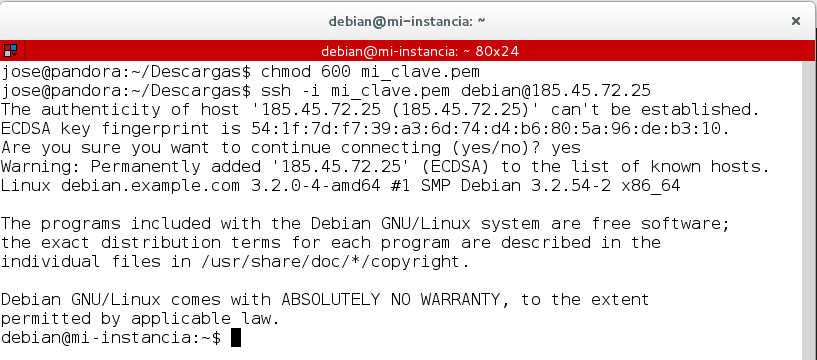 debian@mi-instancia: ~
debian@mi-instancia: ~ 80x24
jose@pandora:~/Descargas$ chmod 600 mi_clave.pem
jose@pandora:~/Descargas$ ssh -i mi_clave.pem debian@185.45.72.25
The authenticity of host '185.45.72.25 (185.45.72.25)' can't be established.
ECDSA key fingerprint is 54:1f:7d:f7:39:a3:6d:74:d4:b6:80:5a:96:de:b3:10.
Are you sure you want to continue connecting (yes/no)? yes
Warning: Permanently added '185.45.72.25' (ECDSA) to the list of known hosts.
Linux debian.example.com 3.2.0-4-amd64 #1 SMP Debian 3.2.54-2 x86_64
The programs included with the Debian GNU/Linux system are free software;
the exact distribution terms for each program are described in the
individual files in /usr/share/doc/*/copyright.
Debian GNU/Linux comes with ABSOLUTELY NO WARRANTY, to the extent
permitted by applicable law.
debian@mi-instancia:~$